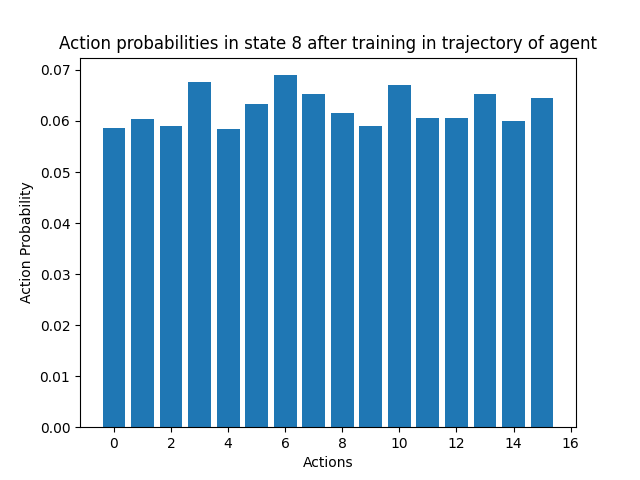 Action probabilities in state 8 after training in trajectory of agent
0.07
0.06
0.05
0.04
0.03
0.02
0.01
0.00
Action Probability
0 2 4 6 8 10 12 14 16
Actions